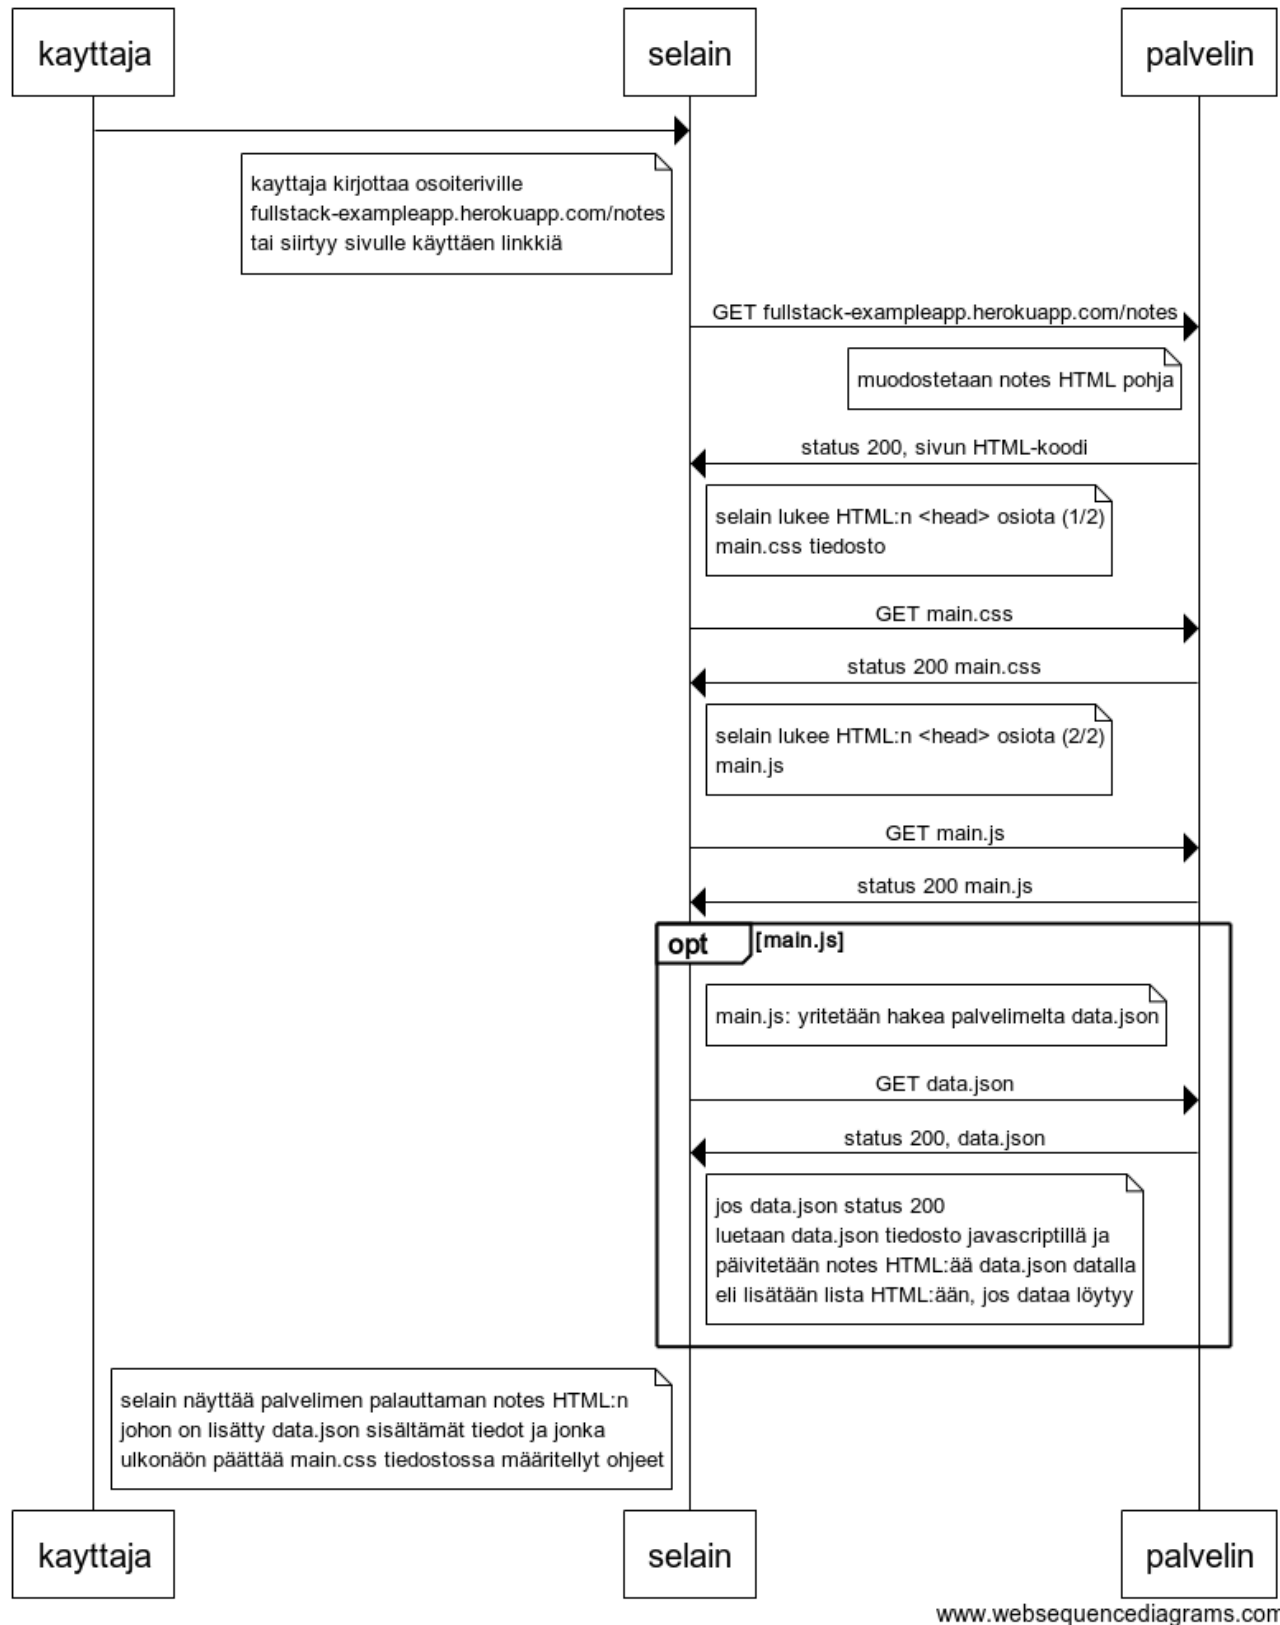 kayttaja
selain
palvelin
kayttaja kirjottaa osoiteriville
fullstack-exampleapp.herokuapp.com/notes
tai siirtyy sivulle käyttäen linkkiä
GET fullstack-exampleapp.herokuapp.com/notes
muodostetaan notes HTML pohja
status 200, sivun HTML-koodi
selain lukee HTML:n <head> osiota (1/2)
main.css tiedosto
GET main.css
status 200 main.css
selain lukee HTML:n <head> osiota (2/2)
main.js
GET main.js
status 200 main.js
opt
[main.js]
main.js: yritetään hakea palvelimelta data.json
GET data.json
status 200, data.json
jos data.json status 200
luetaan data.json tiedosto javascriptillä ja
päivitetään notes HTML:ää data.json datalla
eli lisätään lista HTML:ään, jos dataa löytyy
selain näyttää palvelimen palauttaman notes HTML:n
johon on lisätty data.json sisältämät tiedot ja jonka
ulkonäön päättää main.css tiedostossa määritellyt ohjeet
kayttaja
selain
palvelin
www.websequencediagrams.com